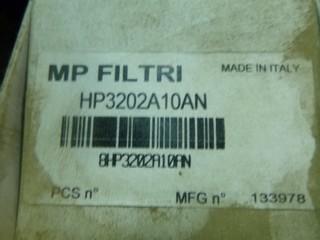 MP FILTRI
MADE IN ITALY
HP3202A10AN
8HP3202A10AN
PCS n°
MFG n° 133978